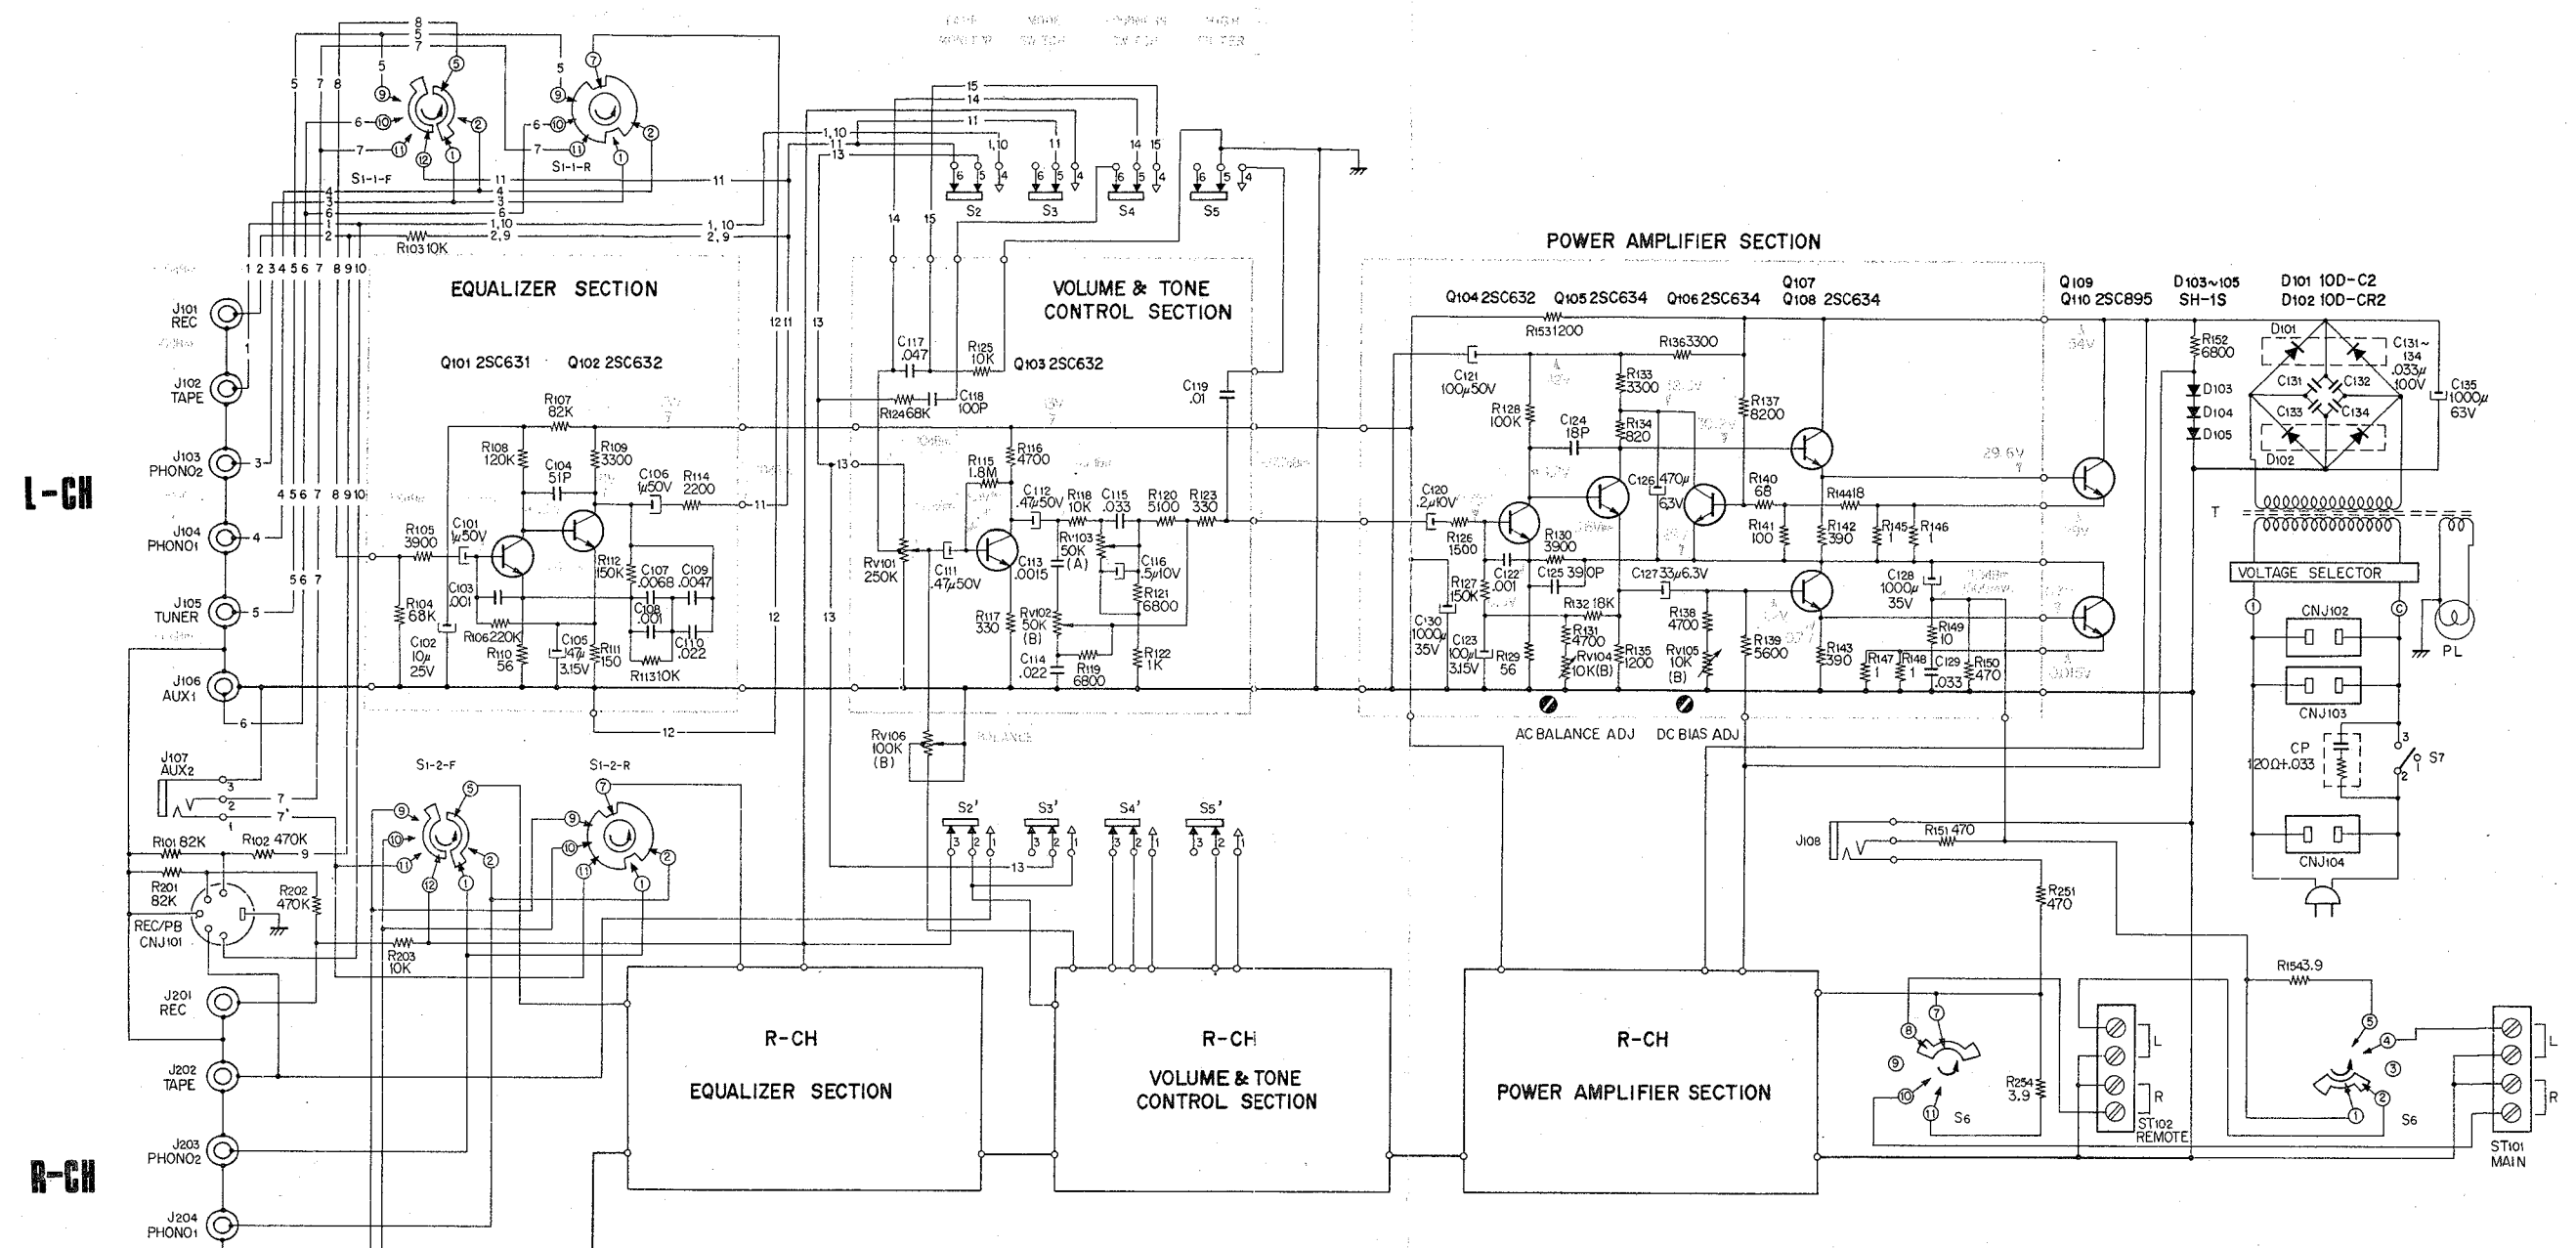 TAPE MODE HIGH
MONITOR FILTER
POWER AMPLIFIER SECTION
EQUALIZER SECTION
VOLUME & TONE
CONTROL SECTION
Q101 2SC631 Q102 2SC632
Q103 2SC632
Q104 2SC632 Q105 2SC634 Q106 2SC634
Q107
Q108 2SC634
Q109
Q110 2SC895
D103~105
SH-1S
D101 10D-C2
D102 10D-CR2
S1-1-F
S1-1-R
S2 S3 S4 S5
R103 10K
L-CH
J101
REC
J102
TAPE
J103
PHONO2
J104
PHONO1
J105
TUNER
J106
AUX1
J107
AUX2
R101 82K
R102 470K
R201
82K
R202
470K
REC/PB
CNJ101
R203
10K
J201
REC
J202
TAPE
J203
PHONO2
J204
PHONO1
R-CH
R105
3900
C101
1μ50V
R104
68K
C102
10μ
25V
C103
.001
R106 220K
R107
82K
R108
120K
R109
3300
C104
51P
C106
1μ50V
R114
2200
R112
150K
C107
.0068
C109
.0047
C108
.001
C110
.022
R110
56
C105
47μ
3.15V
R111
150
R113 10K
C117
.047
R125
10K
R124 68K
C118
100P
C119
.01
R115
1.8M
R116
4700
C112
.47μ50V
R118
10K
C115
.033
R120
5100
R123
330
RV101
250K
C111
.47μ50V
C113
.0015
RV103
50K
(A)
C116
.5μ10V
R121
6800
R117
330
RV102
50K
(B)
C114
.022
R119
6800
R122
1K
RV106
100K
(B)
BALANCE
R153 1200
C121
100μ50V
R128
100K
R133
3300
R136 3300
R137
8200
C124
18P
R134
820
C126 470μ
6.3V
C120
.2μ10V
R126
1500
R130
3900
R127
150K
C122
.001
C125 390P
C127 33μ6.3V
R132 18K
R131
4700
C130
1000μ
35V
C123
100μ
3.15V
R129
56
RV104
10K(B)
R135
1200
R138
4700
RV105
10K
(B)
R139
5600
R140
68
R144 18
R141
100
R142
390
R145
1
R146
1
C128
1000μ
35V
R143
390
R147
1
R148
1
R149
10
C129
.033
R150
470
29.6V
AC BALANCE ADJ DC BIAS ADJ
R152
6800
D103
D104
D105
D101
D102
C131 C132
C133 C134
C131~
134
.033μ
100V
C135
1000μ
63V
T
VOLTAGE SELECTOR
PL
CNJ102
CNJ103
CNJ104
CP
120Ω+.033
S7
S1-2-F
S1-2-R
S2' S3' S4' S5'
R-CH
EQUALIZER SECTION
R-CH
VOLUME & TONE
CONTROL SECTION
R-CH
POWER AMPLIFIER SECTION
J108
R151 470
R251
470
R254
3.9
R154 3.9
S6
S6
L
R
ST102
REMOTE
L
R
ST101
MAIN